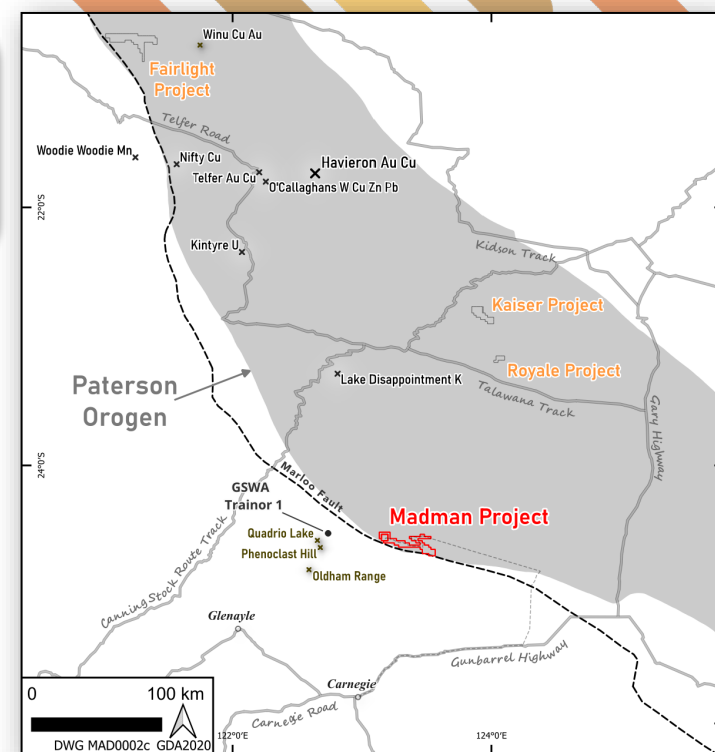 Winu Cu Au
Fairlight
Project
Telfer Road
Woodie Woodie Mn
Nifty Cu
Havieron Au Cu
Telfer Au Cu
O'Callaghans W Cu Zn Pb
22°0'S
Kintyre U
Kidson Track
Kaiser Project
Royale Project
Lake Disappointment K
Talawana Track
Paterson
Orogen
Gary Highway
24°0'S
Marloo Fault
GSWA
Trainor 1
Madman Project
Quadrio Lake
Phenoclast Hill
Oldham Range
Canning Stock Route Track
Glenayle
Gunbarrel Highway
Carnegie
Carnegie Road
0 100 km
DWG MAD0002c GDA2020
122°0'E
124°0'E